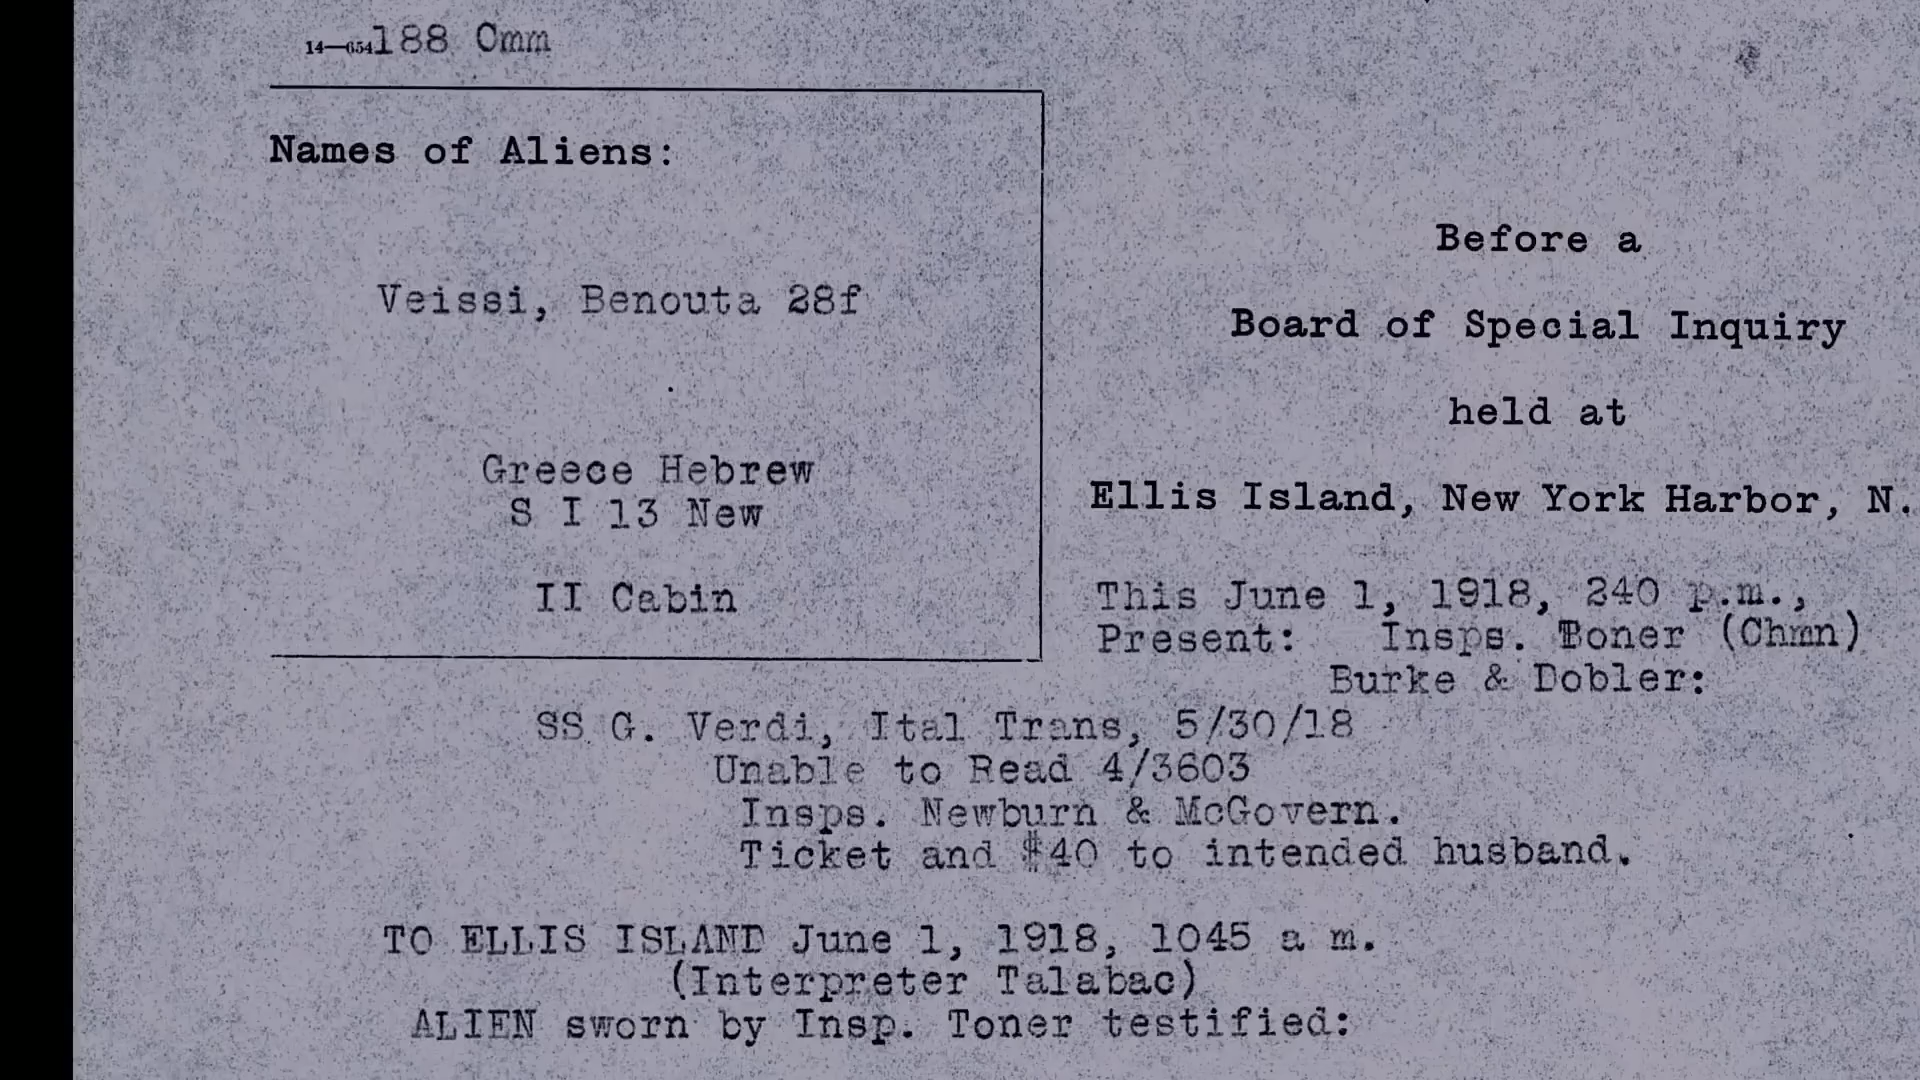 14—654 188 Cmm
Names of Aliens:
Veissi, Benouta 28f
Greece Hebrew
S I 13 New
II Cabin
Before a
Board of Special Inquiry
held at
Ellis Island, New York Harbor, N.
This June 1, 1918, 240 p.m.,
Present: Insps. Toner (Chmn)
Burke & Dobler:
SS G. Verdi, Ital Trans, 5/30/18
Unable to Read 4/3603
Insps. Newburn & McGovern.
Ticket and $40 to intended husband.
TO ELLIS ISLAND June 1, 1918, 1045 a m.
(Interpreter Talabac)
ALIEN sworn by Insp. Toner testified: